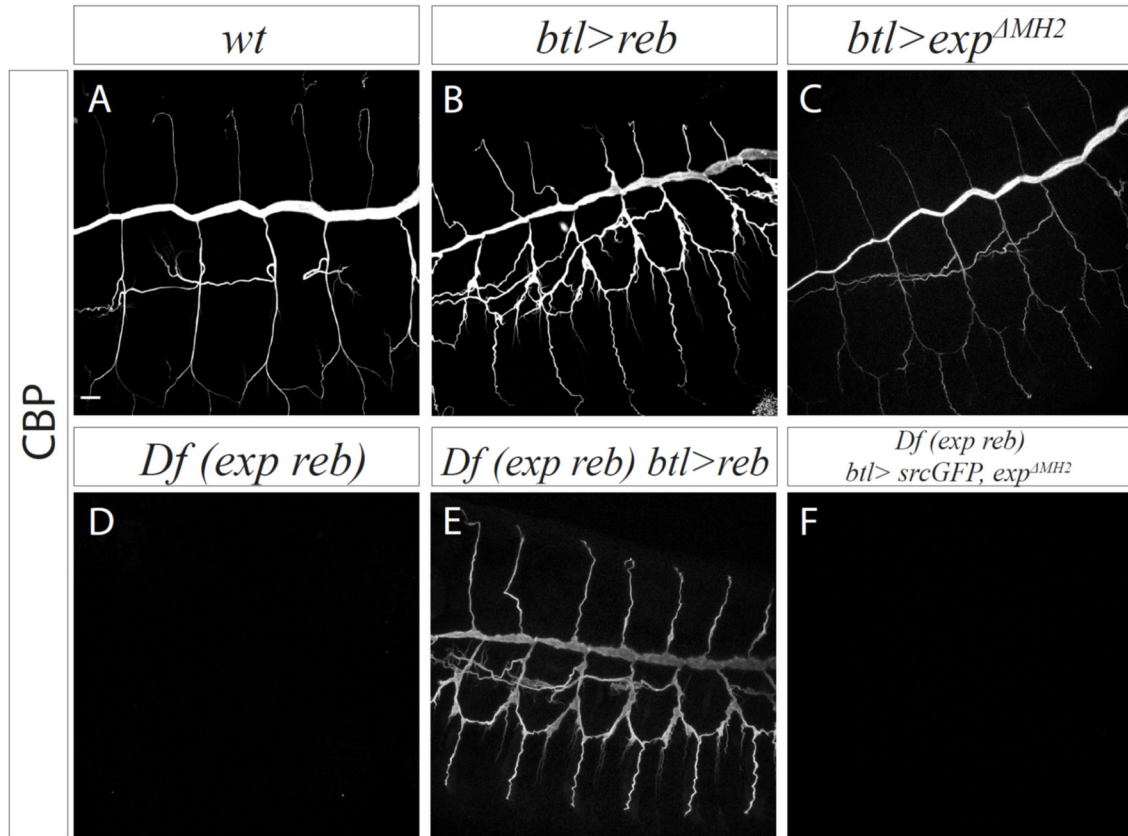 wt
btl>reb
btl>exp^ΔMH2
CBP
A
B
C
Df (exp reb)
Df (exp reb) btl>reb
Df (exp reb)
btl> srcGFP, exp^ΔMH2
D
E
F